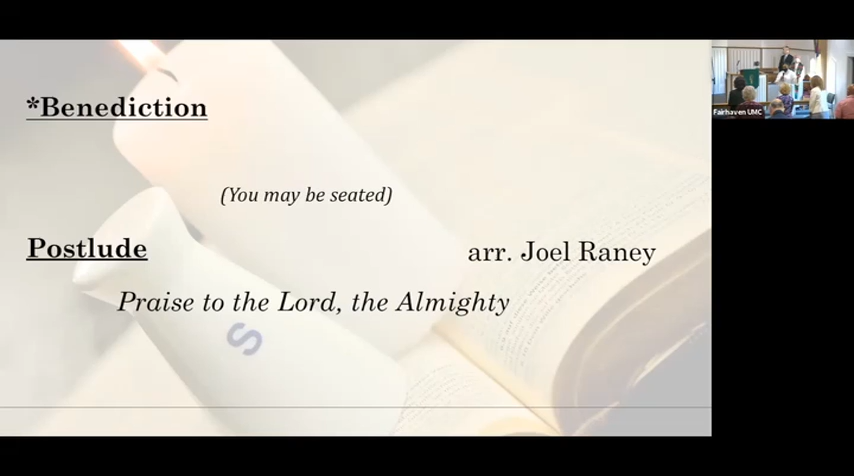 *Benediction
(You may be seated)
Postlude arr. Joel Raney
Praise to the Lord, the Almighty
S
Fairhaven UMC